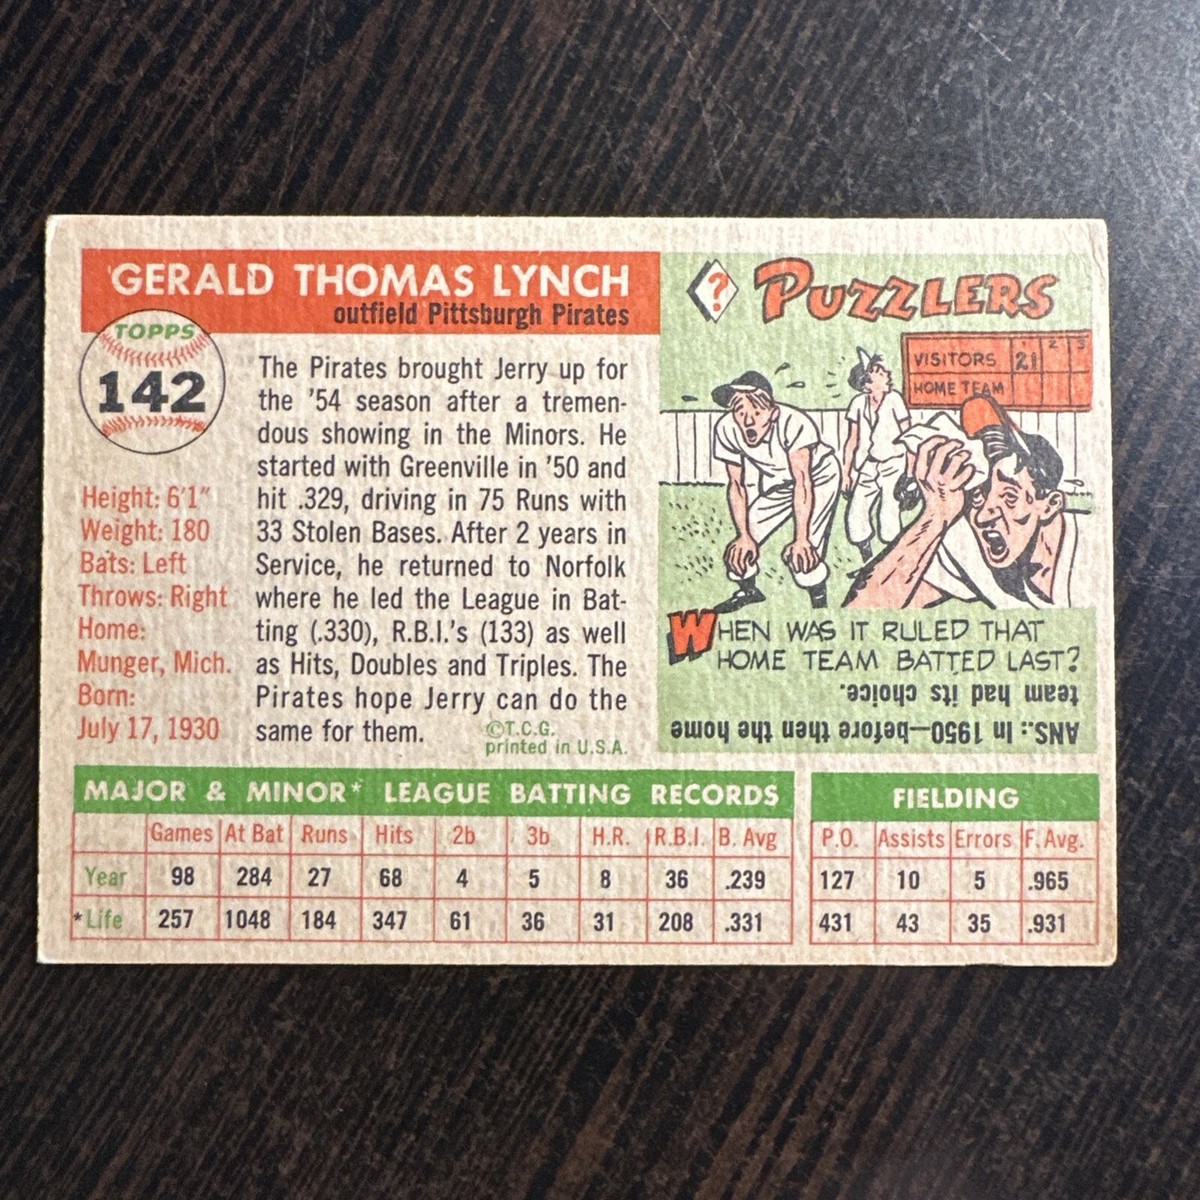 GERALD THOMAS LYNCH
outfield Pittsburgh Pirates
TOPPS
142
Height: 6'1"
Weight: 180
Bats: Left
Throws: Right
Home:
Munger, Mich.
Born:
July 17, 1930
The Pirates brought Jerry up for
the '54 season after a tremen-
dous showing in the Minors. He
started with Greenville in '50 and
hit .329, driving in 75 Runs with
33 Stolen Bases. After 2 years in
Service, he returned to Norfolk
where he led the League in Bat-
ting (.330), R.B.I.'s (133) as well
as Hits, Doubles and Triples. The
Pirates hope Jerry can do the
same for them.
©T.C.G.
printed in U.S.A.
? PUZZLERS
1 2 3
VISITORS 21
HOME TEAM
WHEN WAS IT RULED THAT
HOME TEAM BATTED LAST?
ANS.: In 1950—before then the home
team had its choice.
MAJOR & MINOR* LEAGUE BATTING RECORDS
Games At Bat Runs Hits 2b 3b H.R. R.B.I. B. Avg
Year 98 284 27 68 4 5 8 36 .239
*Life 257 1048 184 347 61 36 31 208 .331
FIELDING
P.O. Assists Errors F. Avg.
127 10 5 .965
431 43 35 .931